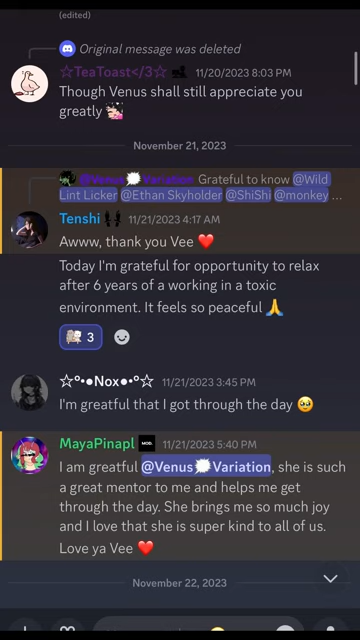 (edited)
Original message was deleted
☆TeaToast</3☆ 11/20/2023 8:03 PM
Though Venus shall still appreciate you
greatly
November 21, 2023
@Venus Variation Grateful to know @Wild
Lint Licker @Ethan Skyholder @ShiShi @monkey ...
Tenshi 11/21/2023 4:17 AM
Awww, thank you Vee ❤️
Today I'm grateful for opportunity to relax
after 6 years of a working in a toxic
environment. It feels so peaceful 🙏
3
☆°•●Nox●•°☆ 11/21/2023 3:45 PM
I'm greatful that I got through the day 🥹
MayaPinapl MOD. 11/21/2023 5:40 PM
I am greatful @Venus Variation, she is such
a great mentor to me and helps me get
through the day. She brings me so much joy
and I love that she is super kind to all of us.
Love ya Vee ❤️
November 22, 2023